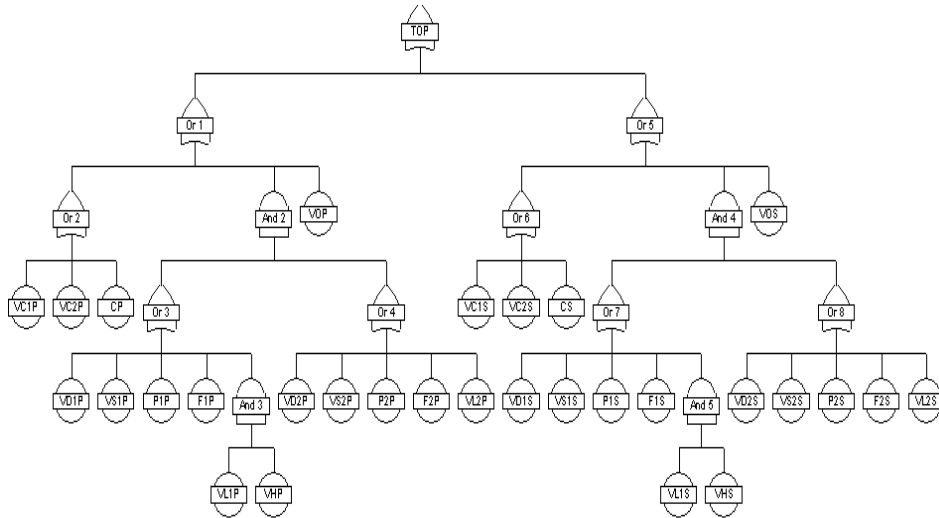 TOP
Or 1
Or 5
Or 2
And 2
VOP
Or 6
And 4
VOS
VC1P
VC2P
CP
Or 3
Or 4
VC1S
VC2S
CS
Or 7
Or 8
VD1P
VS1P
P1P
F1P
And 3
VD2P
VS2P
P2P
F2P
VL2P
VD1S
VS1S
P1S
F1S
And 5
VD2S
VS2S
P2S
F2S
VL2S
VL1P
VHP
VL1S
VHS